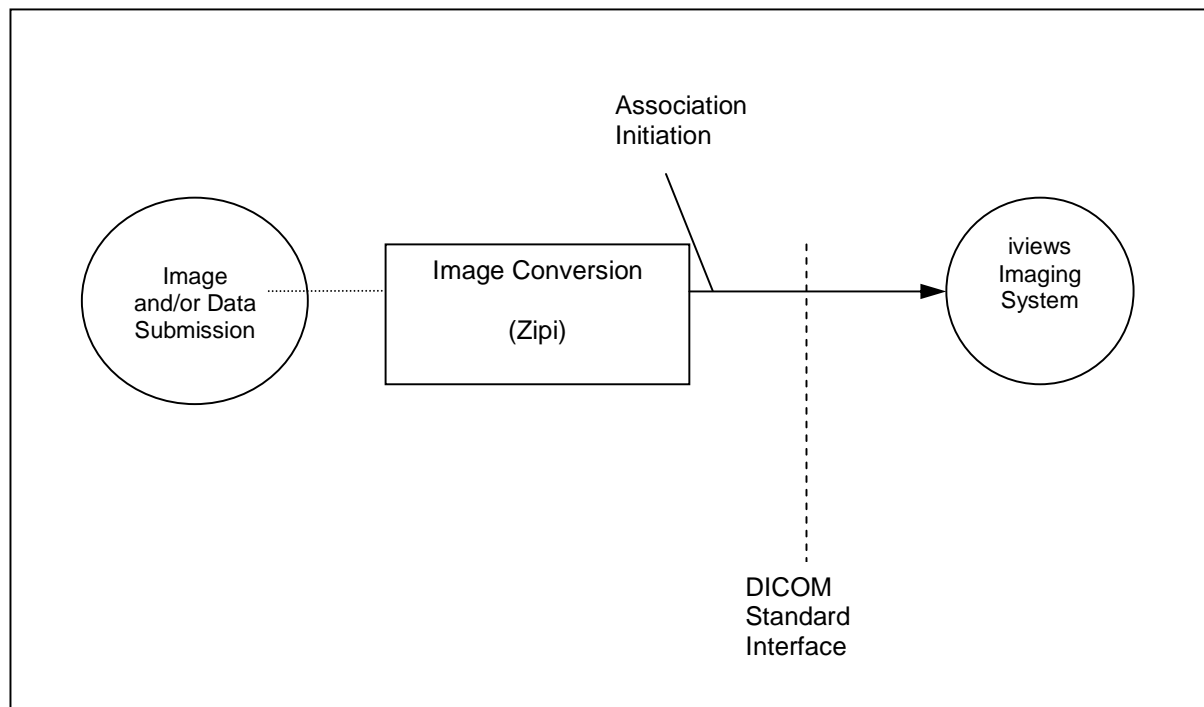 Association
Initiation
Image
and/or Data
Submission
Image Conversion
(Zipi)
iviews
Imaging
System
DICOM
Standard
Interface